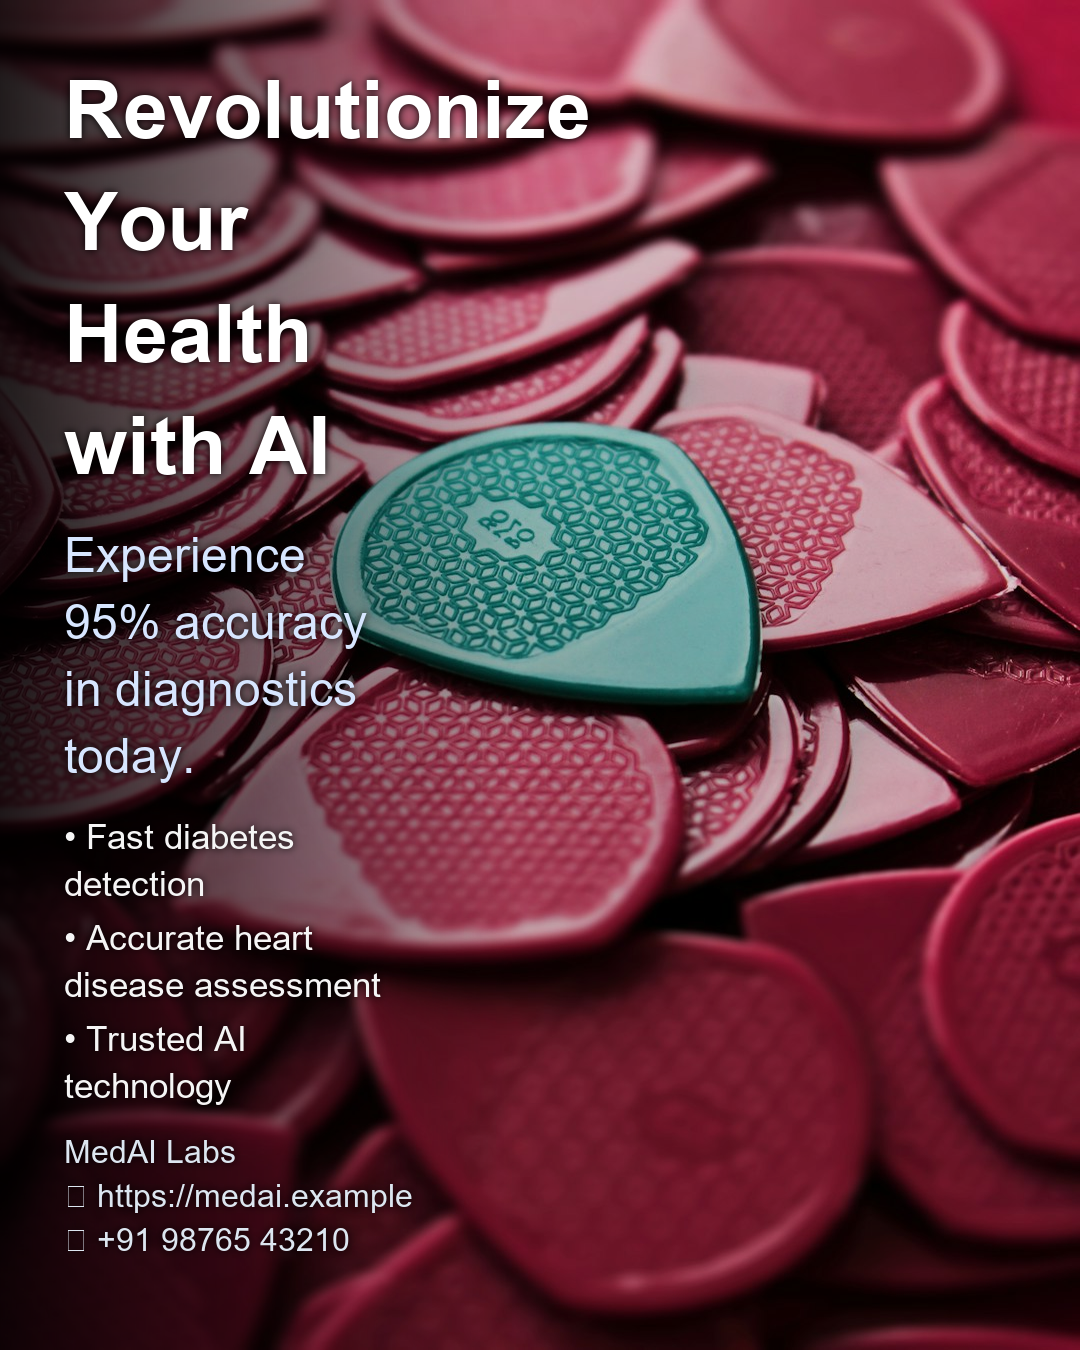 Revolutionize
Your
Health
with AI
Experience
95% accuracy
in diagnostics
today.
• Fast diabetes
detection
• Accurate heart
disease assessment
• Trusted AI
technology
MedAI Labs
https://medai.example
+91 98765 43210